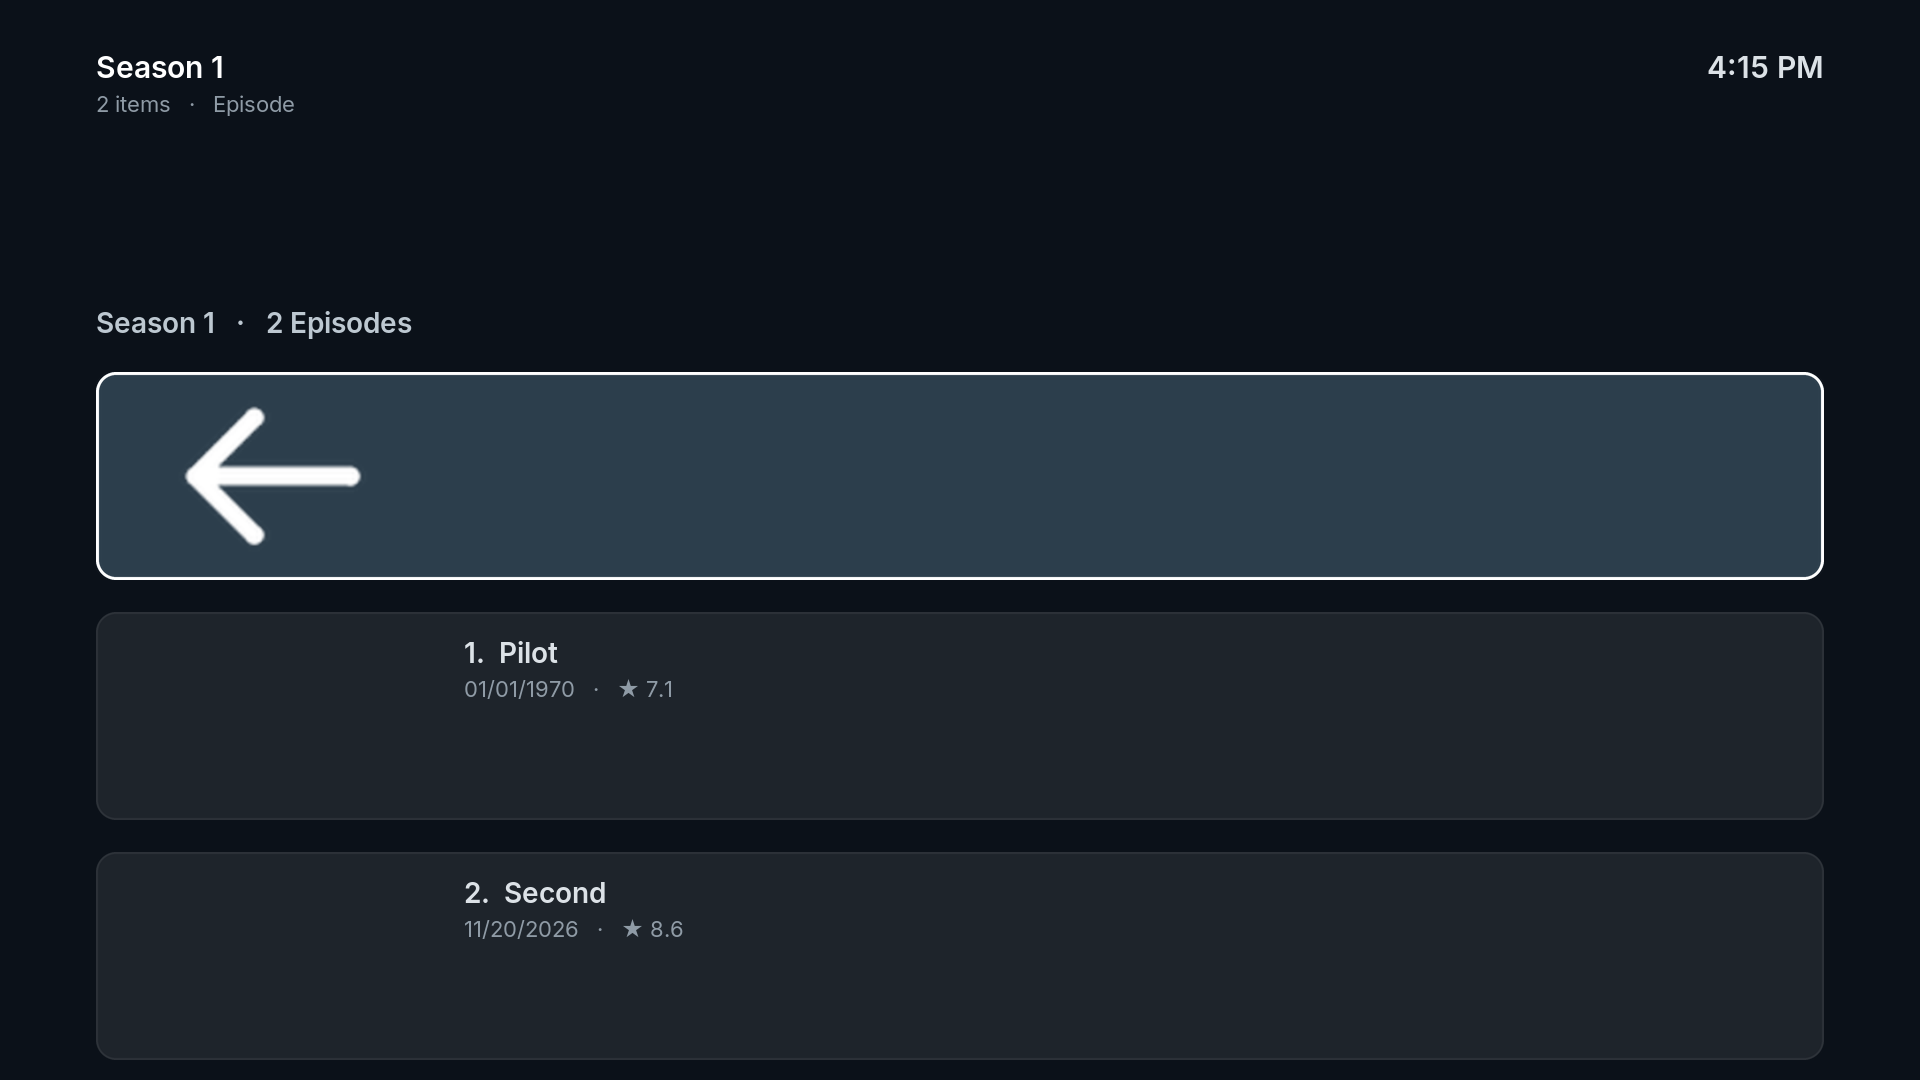 Season 1
4:15 PM
2 items · Episode
Season 1 · 2 Episodes
1. Pilot
01/01/1970 · ★ 7.1
2. Second
11/20/2026 · ★ 8.6